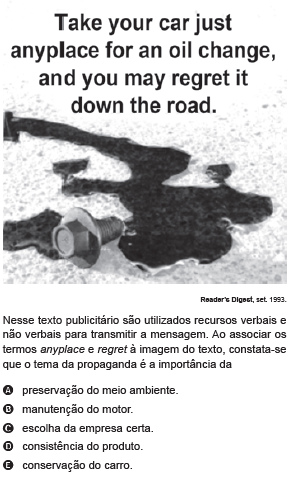 Take your car just
anyplace for an oil change,
and you may regret it
down the road.
Reader's Digest, set. 1993.
Nesse texto publicitário são utilizados recursos verbais e
não verbais para transmitir a mensagem. Ao associar os
termos anyplace e regret à imagem do texto, constata-se
que o tema da propaganda é a importância da
A preservação do meio ambiente.
B manutenção do motor.
C escolha da empresa certa.
D consistência do produto.
E conservação do carro.